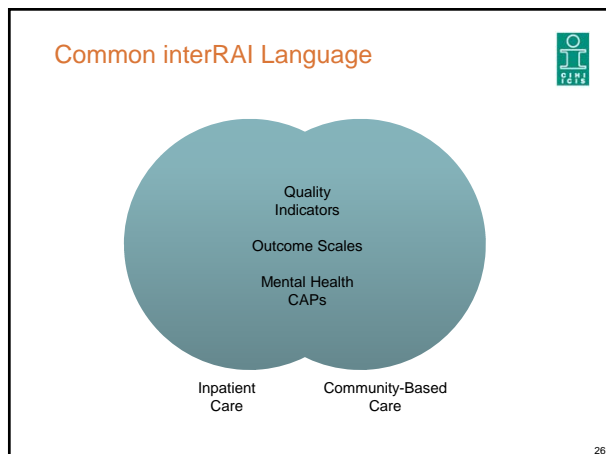 Common interRAI Language
CIHI
ICIS
Quality
Indicators
Outcome Scales
Mental Health
CAPs
Inpatient
Care
Community-Based
Care
26